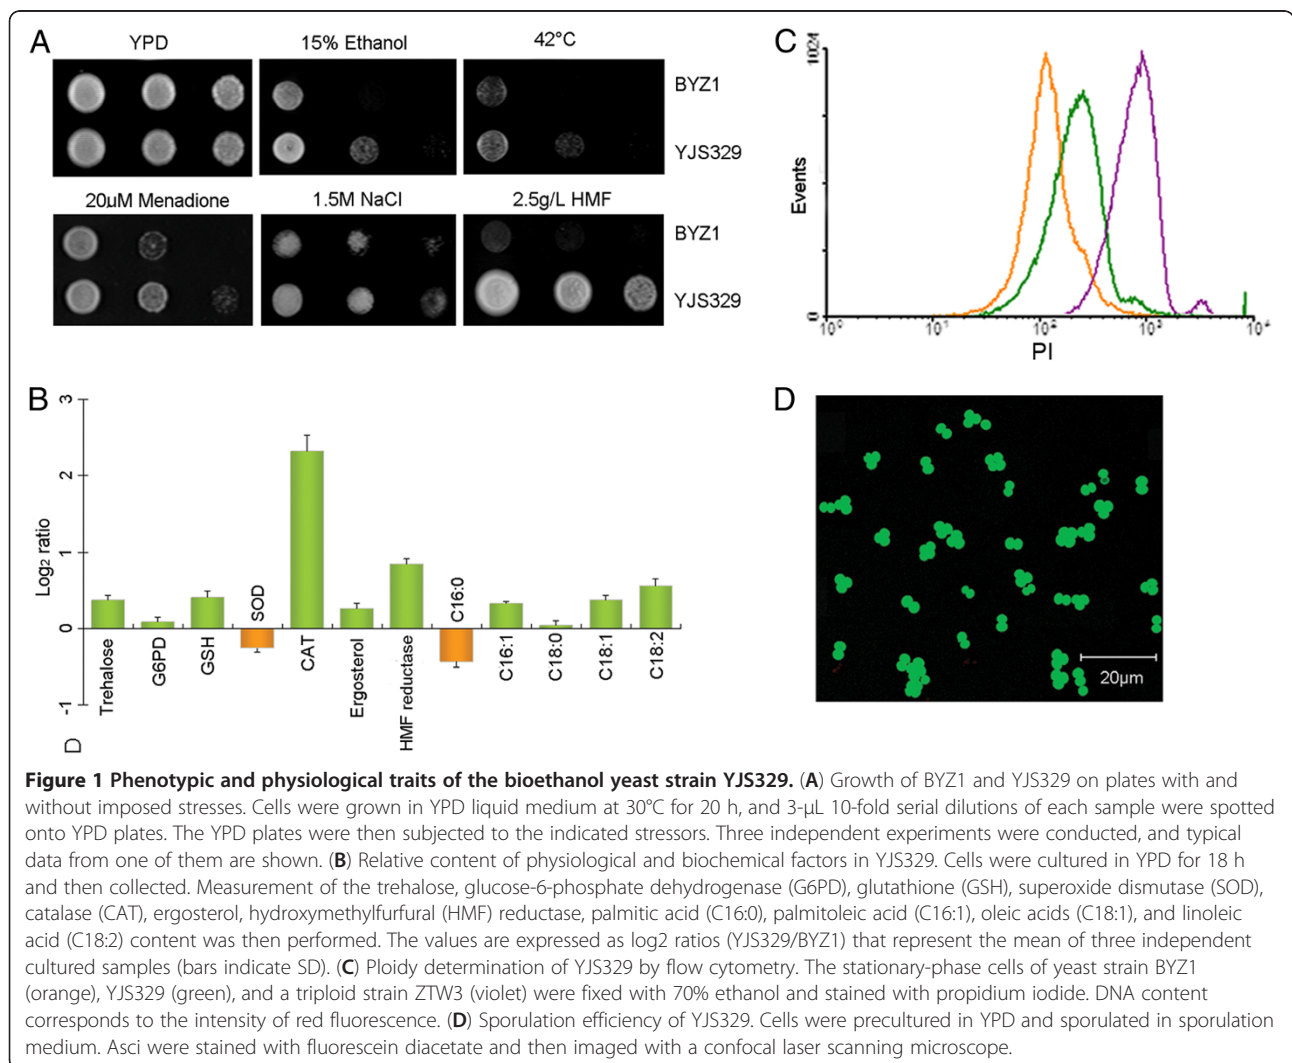 A
YPD
15% Ethanol
42°C
BYZ1
YJS329
20µM Menadione
1.5M NaCl
2.5g/L HMF
BYZ1
YJS329
C
1024
Events
0
10⁰
10¹
10²
10³
10⁴
PI
B
3
2
1
0
-1
Log₂ ratio
Trehalose
G6PD
GSH
SOD
CAT
Ergosterol
HMF reductase
C16:0
C16:1
C18:0
C18:1
C18:2
D
D
20µm
Figure 1 Phenotypic and physiological traits of the bioethanol yeast strain YJS329. (A) Growth of BYZ1 and YJS329 on plates with and
without imposed stresses. Cells were grown in YPD liquid medium at 30°C for 20 h, and 3-μL 10-fold serial dilutions of each sample were spotted
onto YPD plates. The YPD plates were then subjected to the indicated stressors. Three independent experiments were conducted, and typical
data from one of them are shown. (B) Relative content of physiological and biochemical factors in YJS329. Cells were cultured in YPD for 18 h
and then collected. Measurement of the trehalose, glucose-6-phosphate dehydrogenase (G6PD), glutathione (GSH), superoxide dismutase (SOD),
catalase (CAT), ergosterol, hydroxymethylfurfural (HMF) reductase, palmitic acid (C16:0), palmitoleic acid (C16:1), oleic acids (C18:1), and linoleic
acid (C18:2) content was then performed. The values are expressed as log2 ratios (YJS329/BYZ1) that represent the mean of three independent
cultured samples (bars indicate SD). (C) Ploidy determination of YJS329 by flow cytometry. The stationary-phase cells of yeast strain BYZ1
(orange), YJS329 (green), and a triploid strain ZTW3 (violet) were fixed with 70% ethanol and stained with propidium iodide. DNA content
corresponds to the intensity of red fluorescence. (D) Sporulation efficiency of YJS329. Cells were precultured in YPD and sporulated in sporulation
medium. Asci were stained with fluorescein diacetate and then imaged with a confocal laser scanning microscope.